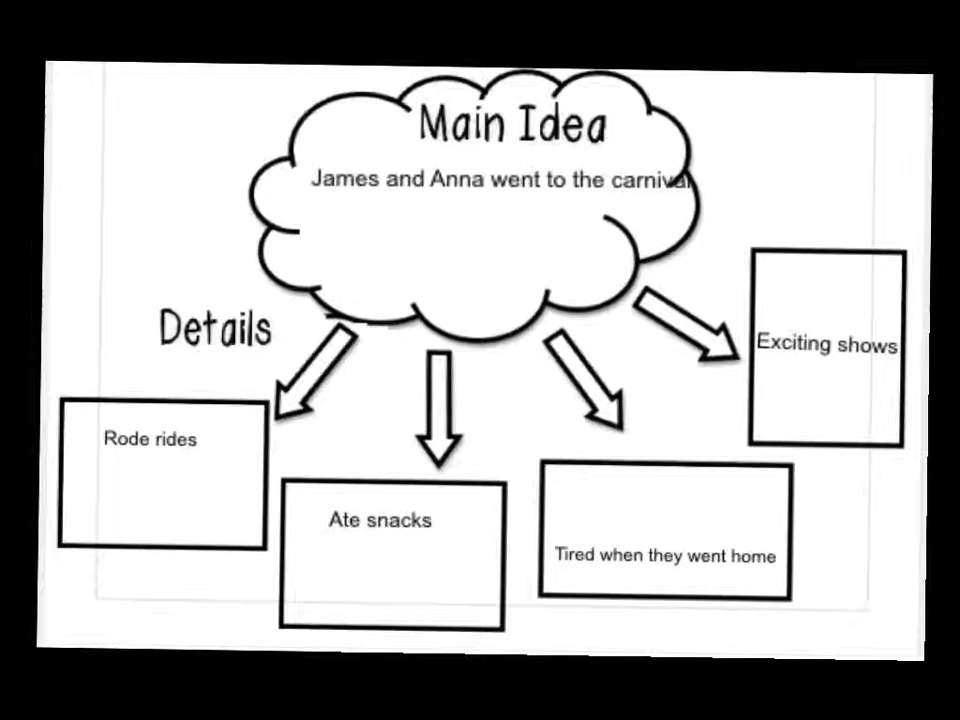 Main Idea
James and Anna went to the carnival
Details
Exciting shows
Rode rides
Ate snacks
Tired when they went home